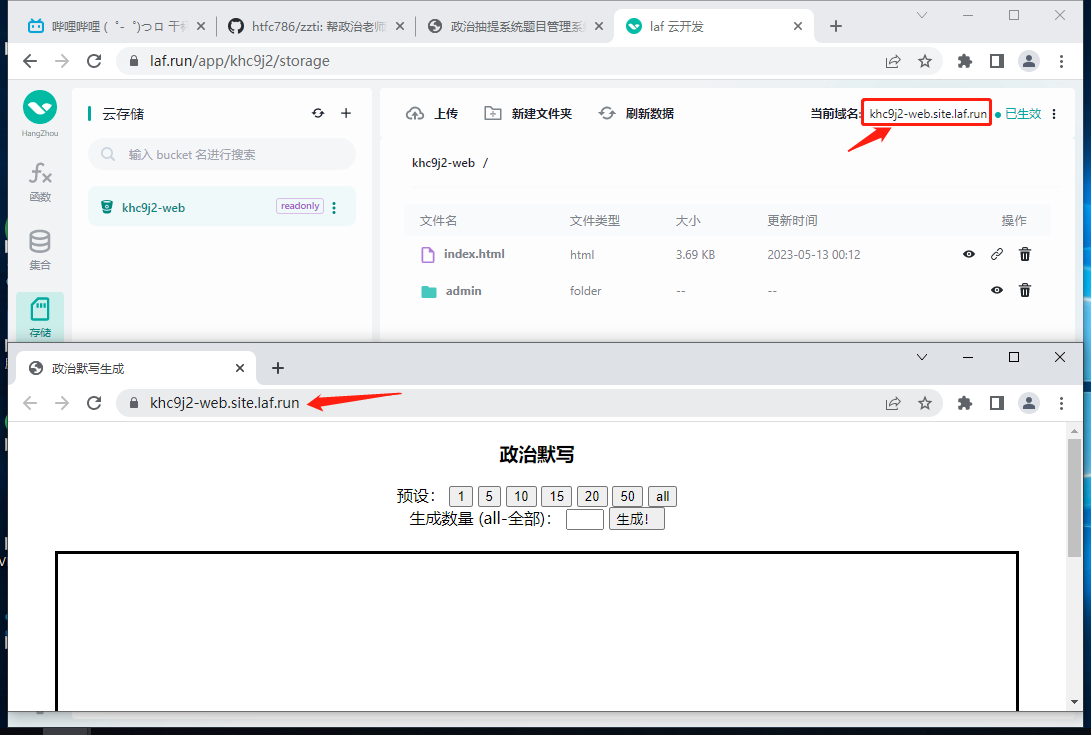 哔哩哔哩 (゜-゜)つロ 干杯
htfc786/zzti: 帮政治老师
政治抽提系统题目管理系
laf 云开发
laf.run/app/khc9j2/storage
HangZhou
云存储
上传
新建文件夹
刷新数据
当前域名:
khc9j2-web.site.laf.run
已生效
输入 bucket 名进行搜索
khc9j2-web /
函数
khc9j2-web
readonly
文件名 文件类型 大小 更新时间 操作
index.html html 3.69 KB 2023-05-13 00:12
集合
admin folder -- --
存储
政治默写生成
khc9j2-web.site.laf.run
政治默写
预设: 1 5 10 15 20 50 all
生成数量 (all-全部): 生成!